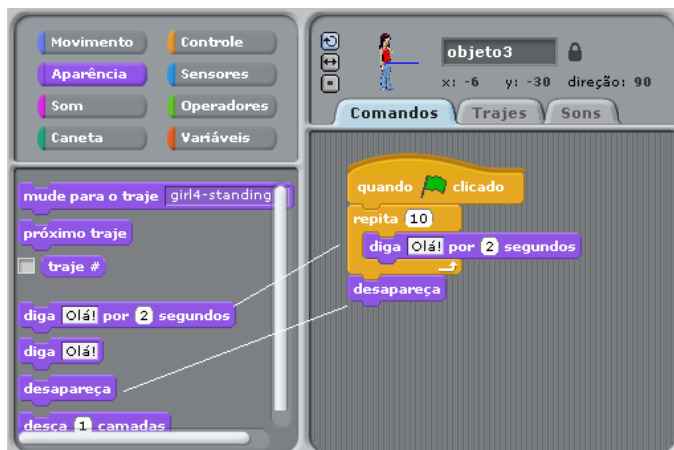 Movimento
Controle
Aparência
Sensores
Som
Operadores
Caneta
Variáveis
mude para o traje girl4-standing
próximo traje
traje #
diga Olá! por 2 segundos
diga Olá!
desapareça
desça 1 camadas
objeto3
x: -6 y: -30 direção: 90
Comandos Trajes Sons
quando clicado
repita 10
diga Olá! por 2 segundos
desapareça